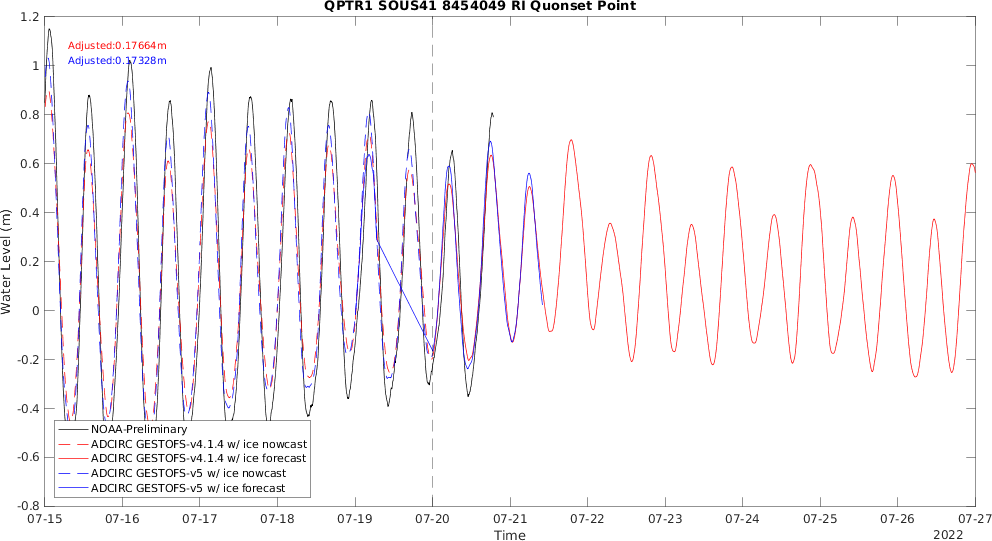 QPTR1 SOUS41 8454049 RI Quonset Point
Adjusted:0.17664m
Adjusted:0.17328m
Water Level (m)
1.2
1
0.8
0.6
0.4
0.2
0
-0.2
-0.4
-0.6
-0.8
NOAA-Preliminary
ADCIRC GESTOFS-v4.1.4 w/ ice nowcast
ADCIRC GESTOFS-v4.1.4 w/ ice forecast
ADCIRC GESTOFS-v5 w/ ice nowcast
ADCIRC GESTOFS-v5 w/ ice forecast
07-15 07-16 07-17 07-18 07-19 07-20 07-21 07-22 07-23 07-24 07-25 07-26 07-27
Time
2022